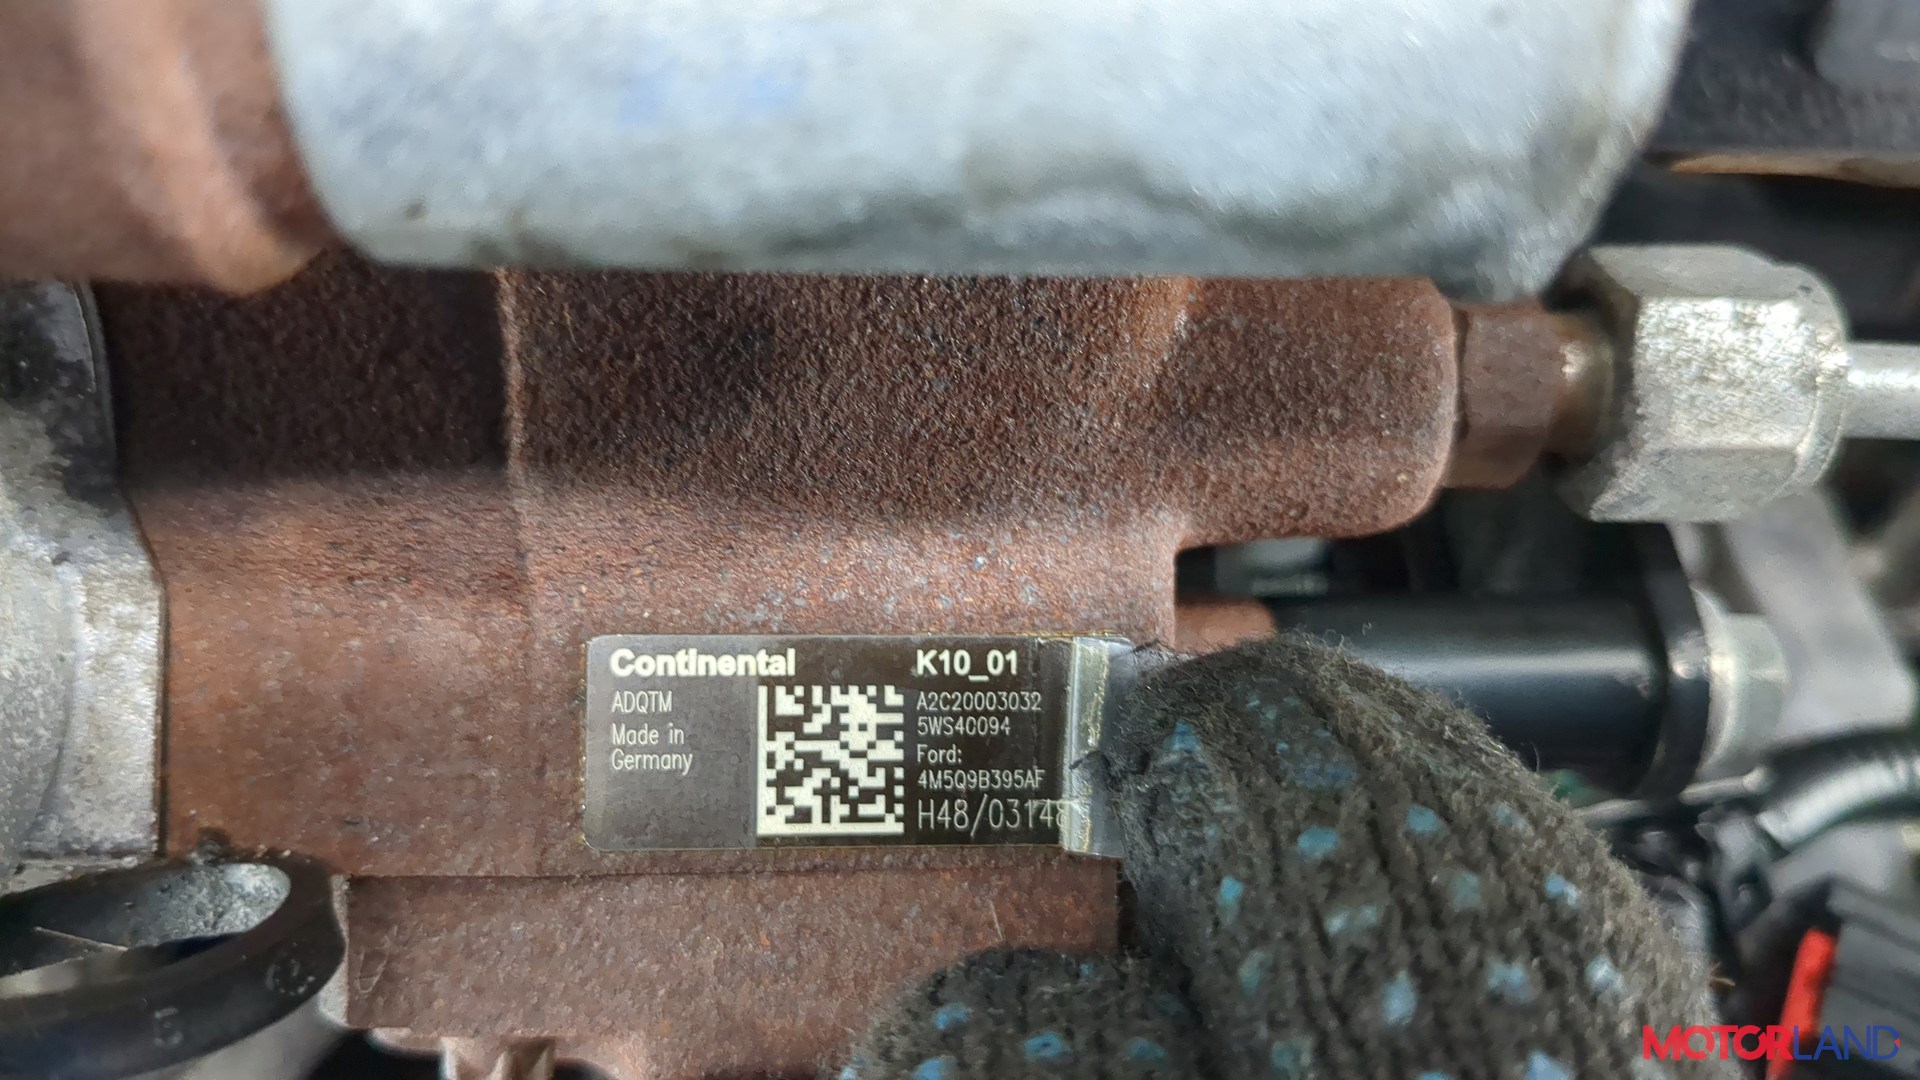 Continental
ADQTM
Made in
Germany
K10_01
A2C20003032
5WS40094
Ford:
4M5Q9B395AF
H48/03148
MOTORLAND